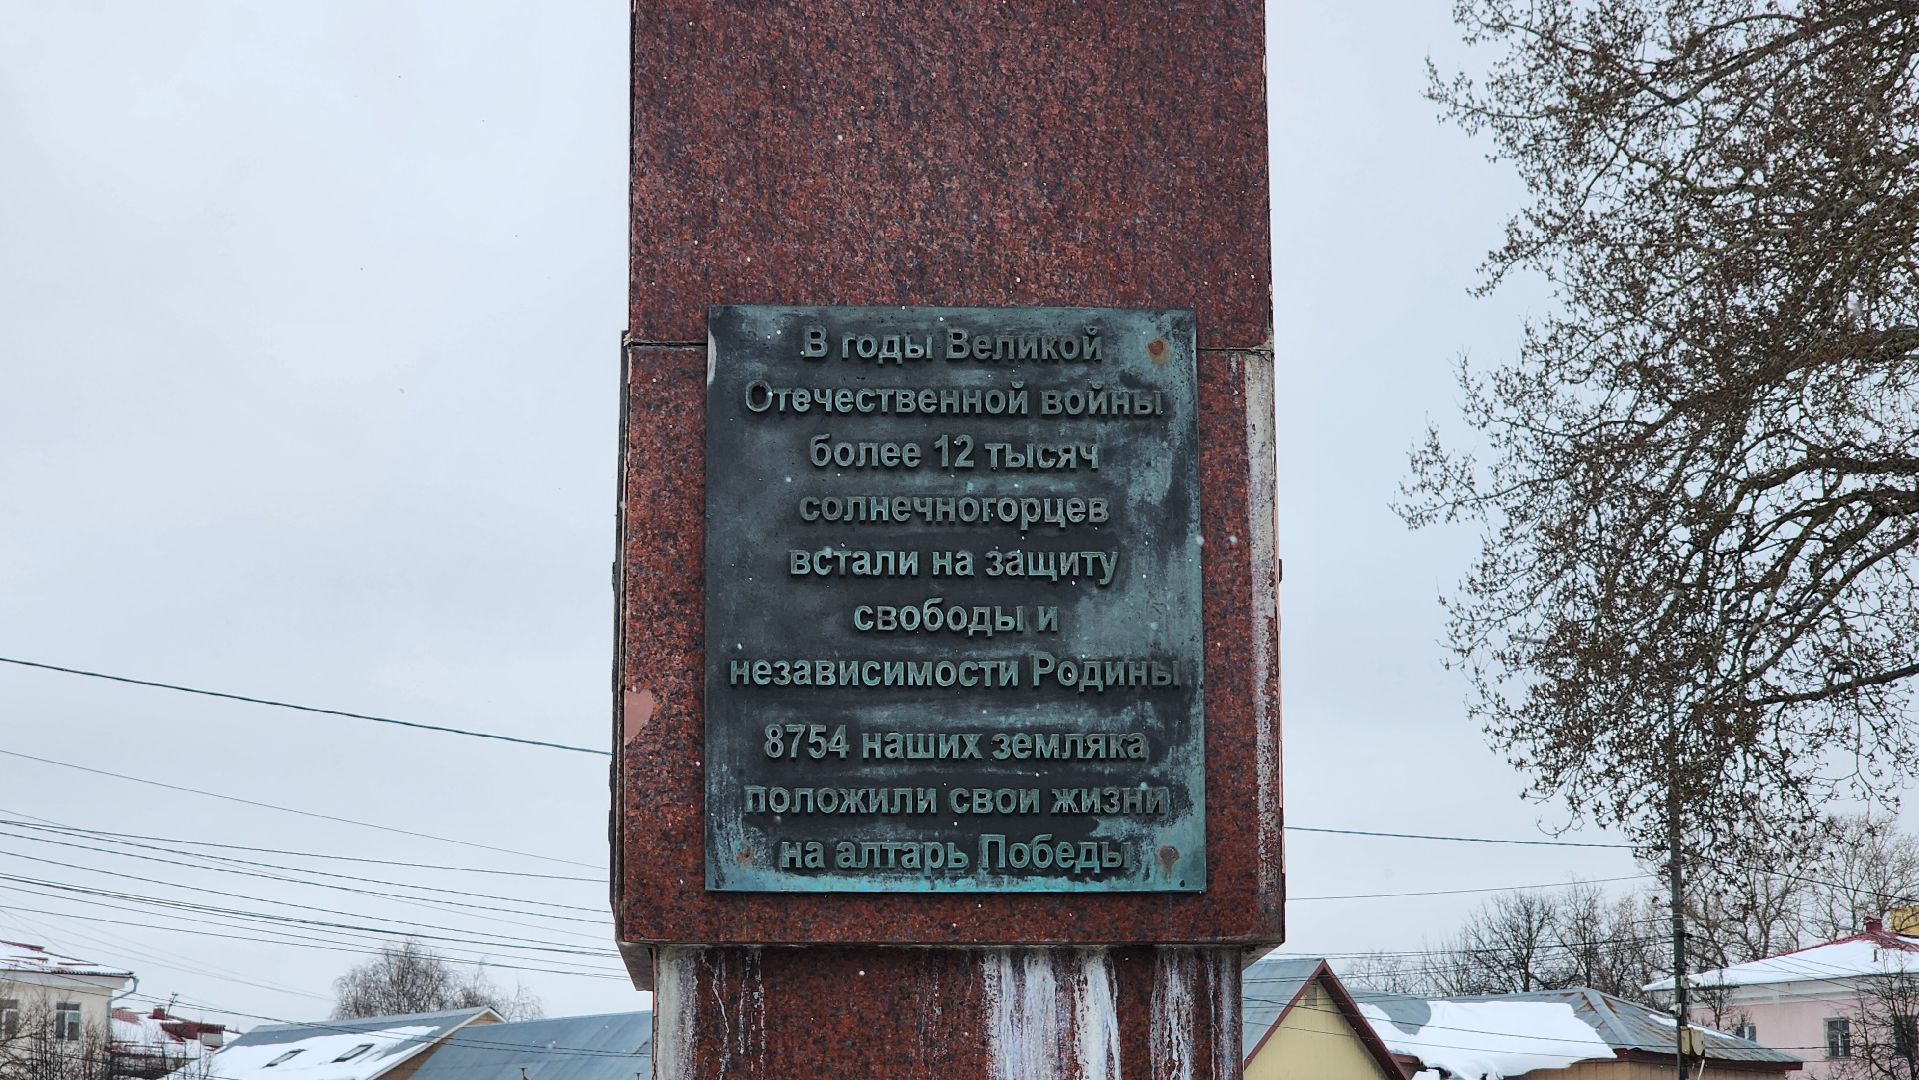 В годы Великой
Отечественной войны
более 12 тысяч
солнечногорцев
встали на защиту
свободы и
независимости Родины
8754 наших земляка
положили свои жизни
на алтарь Победы